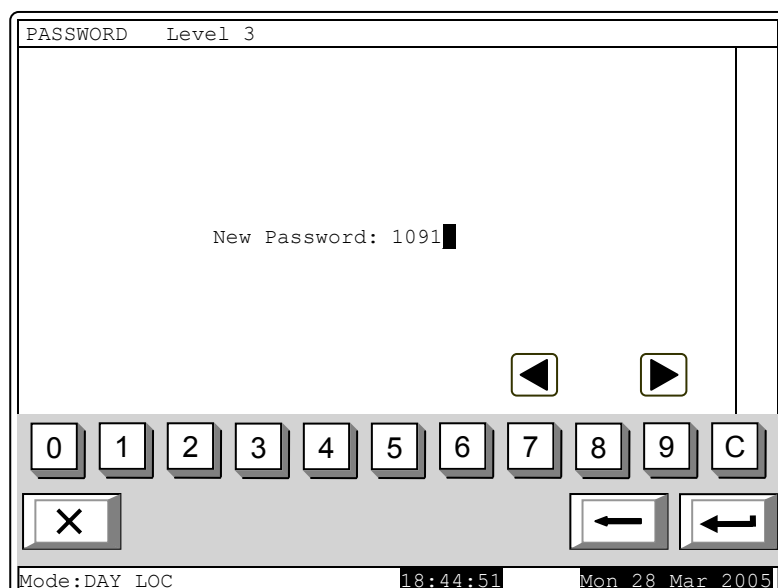 PASSWORD Level 3
New Password: 1091
0 1 2 3 4 5 6 7 8 9 C
Mode:DAY LOC 18:44:51 Mon 28 Mar 2005